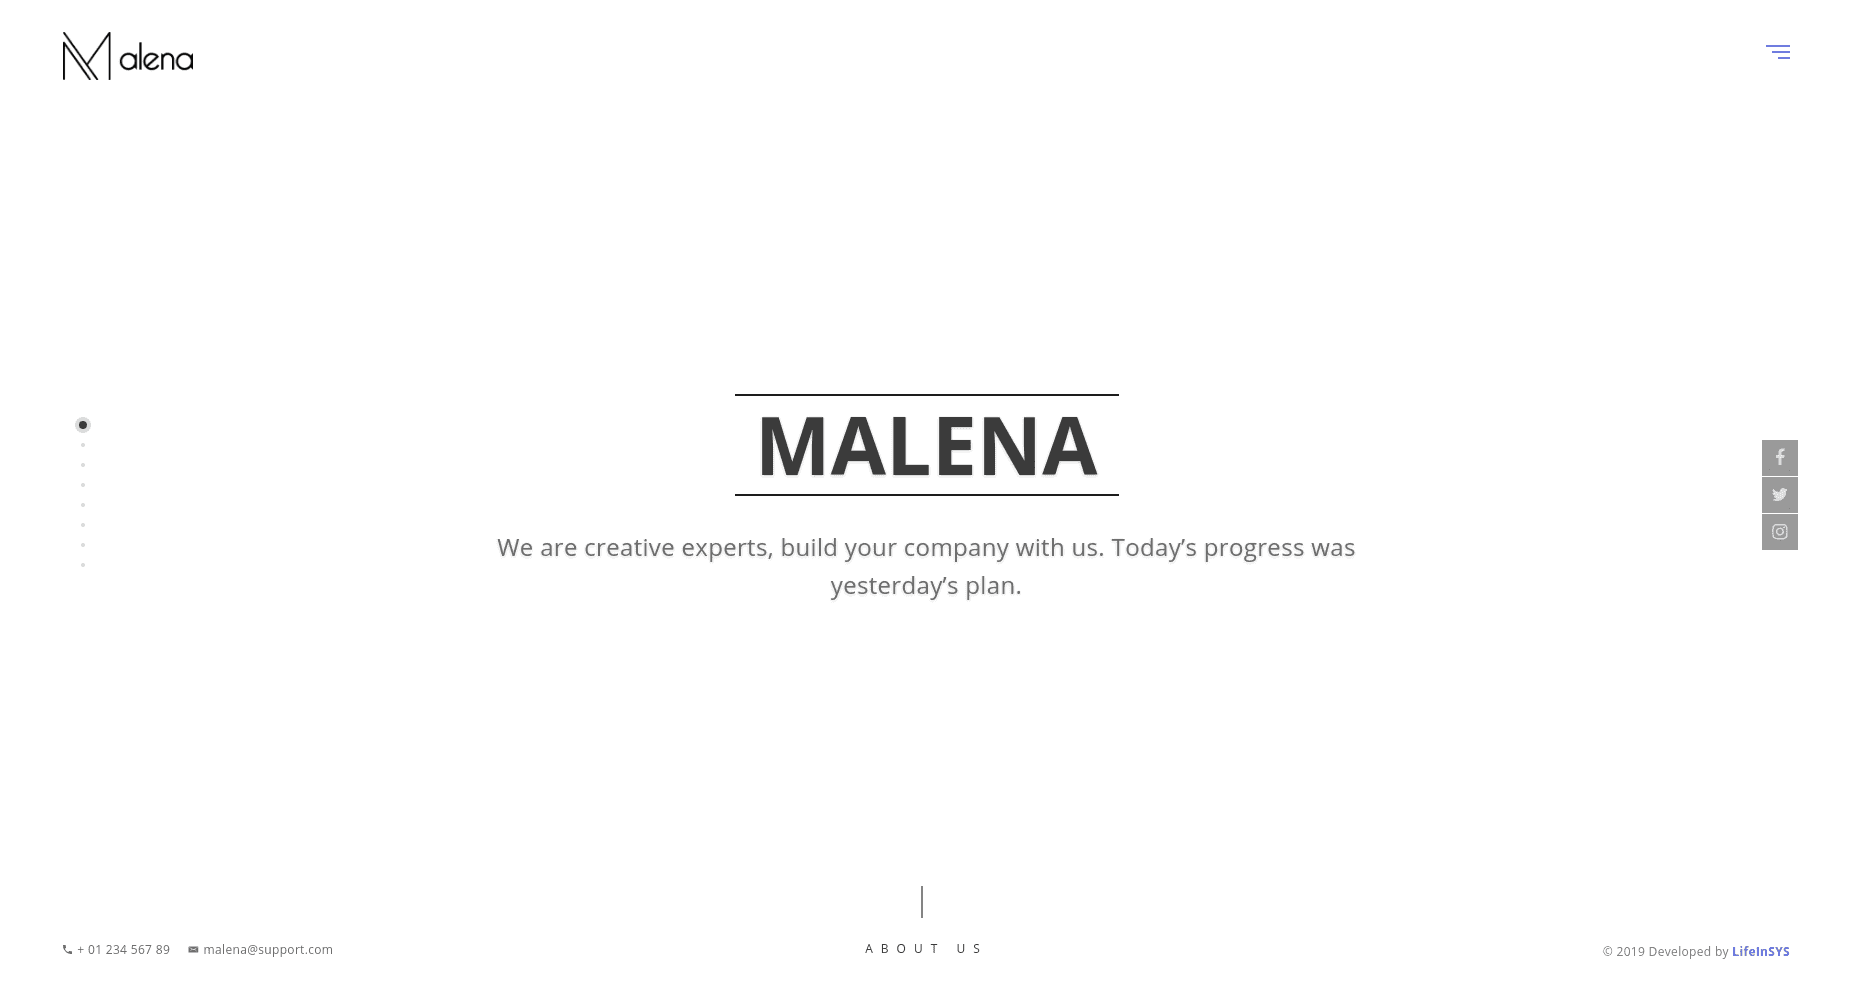 Malena
MALENA
We are creative experts, build your company with us. Today’s progress was
yesterday’s plan.
ABOUT US
+ 01 234 567 89 malena@support.com
© 2019 Developed by LifeInSYS